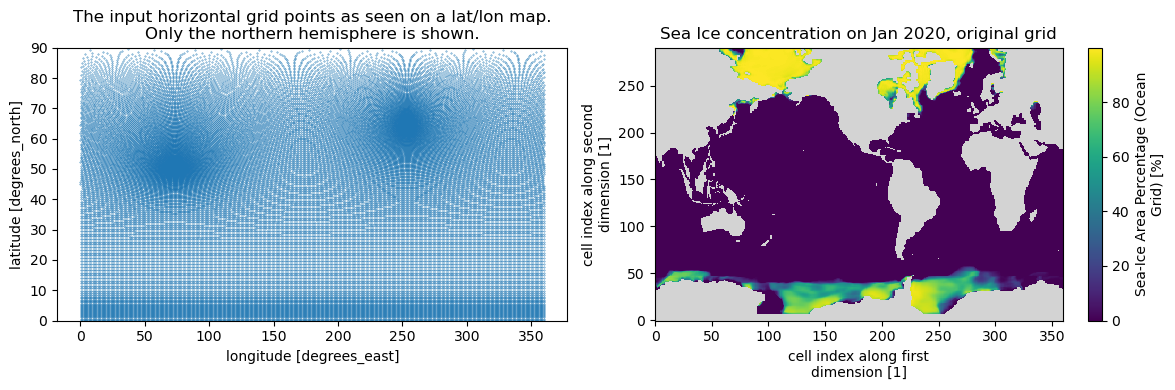 The input horizontal grid points as seen on a lat/lon map.
Only the northern hemisphere is shown.
latitude [degrees_north]
90
80
70
60
50
40
30
20
10
0
0 50 100 150 200 250 300 350
longitude [degrees_east]
Sea Ice concentration on Jan 2020, original grid
cell index along second
dimension [1]
250
200
150
100
50
0
0 50 100 150 200 250 300 350
cell index along first
dimension [1]
80
60
40
20
0
Sea-Ice Area Percentage (Ocean
Grid) [%]